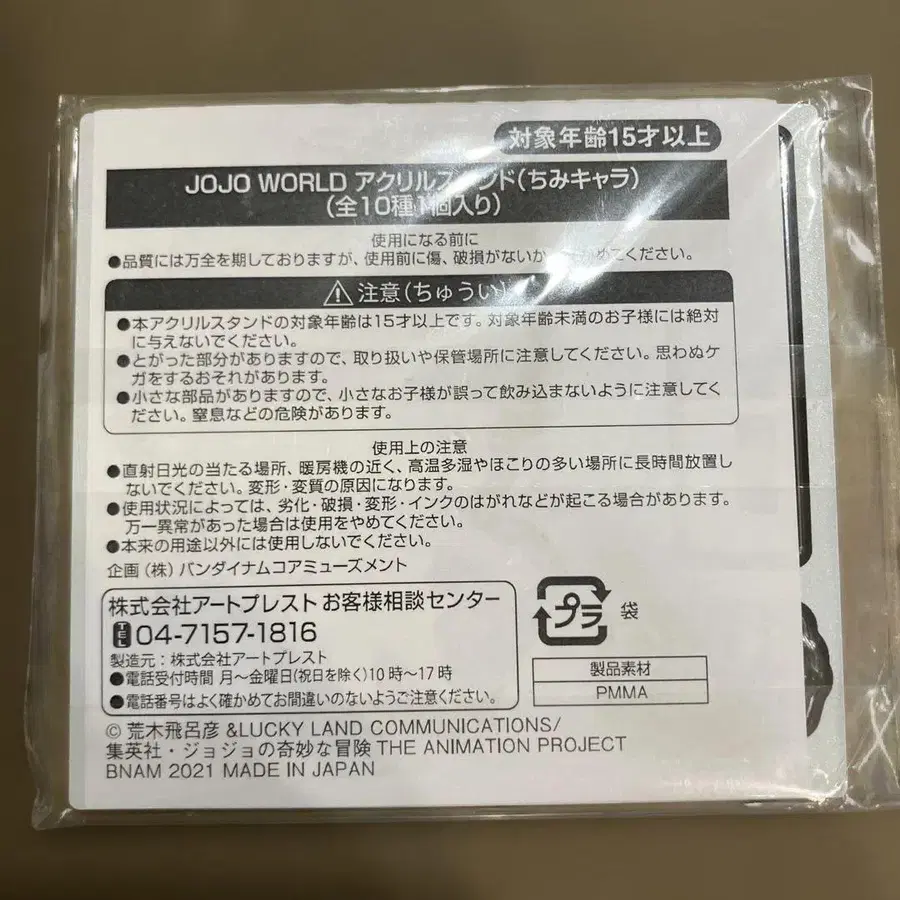 対象年齢15才以上
JOJO WORLD アクリルスタンド(ちみキャラ)
(全10種1個入り)
使用になる前に
●品質には万全を期しておりますが、使用前に傷、破損がないか めてください。
⚠注意(ちゅうい)
●本アクリルスタンドの対象年齢は15才以上です。対象年齢未満のお子様には絶対
に与えないでください。
●とがった部分がありますので、取り扱いや保管場所に注意してください。思わぬケ
ガをするおそれがあります。
●小さな部品がありますので、小さなお子様が誤って飲み込まないように注意してく
ださい。窒息などの危険があります。
使用上の注意
●直射日光の当たる場所、暖房機の近く、高温多湿やほこりの多い場所に長時間放置し
ないでください。変形・変質の原因になります。
●使用状況によっては、劣化・破損・変形・インクのはがれなどが起こる場合があります。
万一異常があった場合は使用をやめてください。
●本来の用途以外には使用しないでください。
企画(株)バンダイナムコアミューズメント
株式会社アートプレスト お客様相談センター
TEL 04-7157-1816
製造元:株式会社アートプレスト
●電話受付時間 月～金曜日(祝日を除く)10時～17時
●電話番号はよく確かめてお間違いのないようご注意ください。
プラ 袋
製品素材
PMMA
© 荒木飛呂彦 &LUCKY LAND COMMUNICATIONS/
集英社・ジョジョの奇妙な冒険 THE ANIMATION PROJECT
BNAM 2021 MADE IN JAPAN